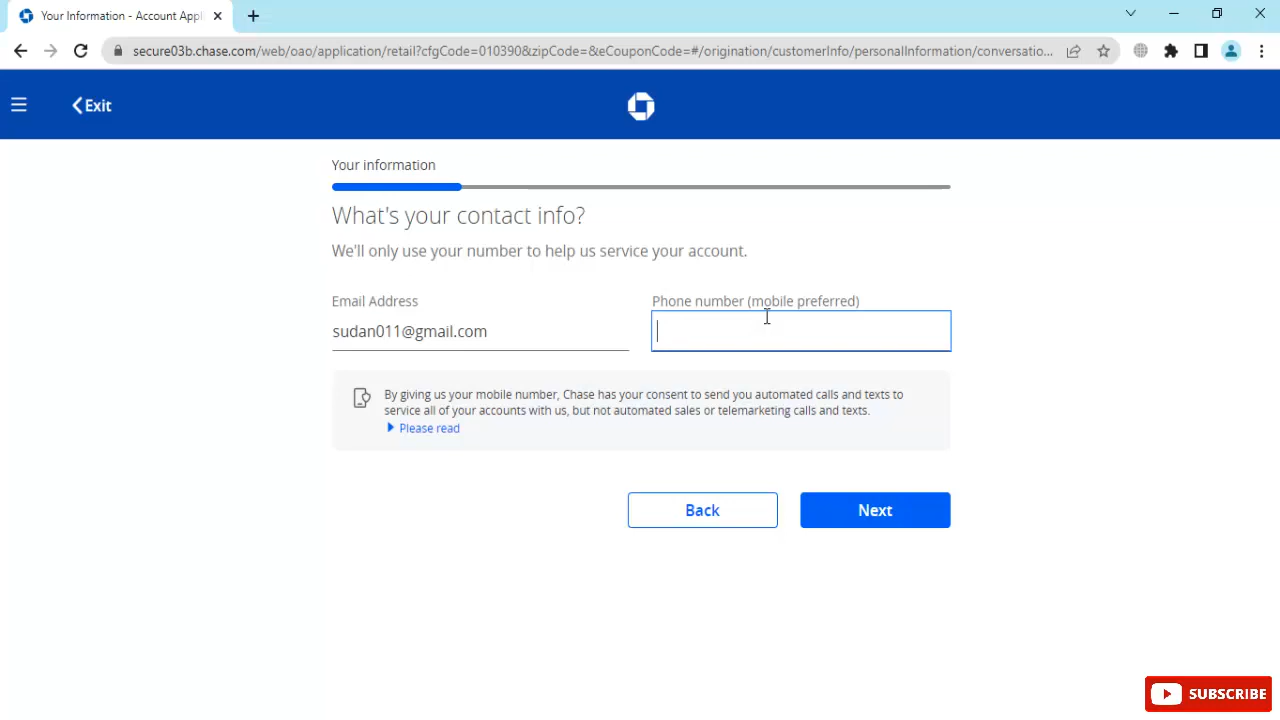 Your Information - Account Appl
secure03b.chase.com/web/oao/application/retail?cfgCode=010390&zipCode=&eCouponCode=#/origination/customerInfo/personalInformation/conversatio...
Exit
Your information
What's your contact info?
We'll only use your number to help us service your account.
Email Address
Phone number (mobile preferred)
sudan011@gmail.com
By giving us your mobile number, Chase has your consent to send you automated calls and texts to
service all of your accounts with us, but not automated sales or telemarketing calls and texts.
Please read
Back
Next
SUBSCRIBE